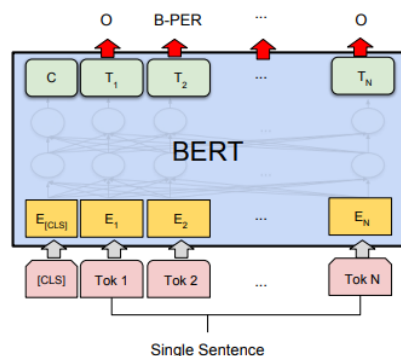 O B-PER ... O
C T1 T2 ... TN
...
BERT
...
E[CLS] E1 E2 ... EN
[CLS] Tok 1 Tok 2 ... Tok N
Single Sentence